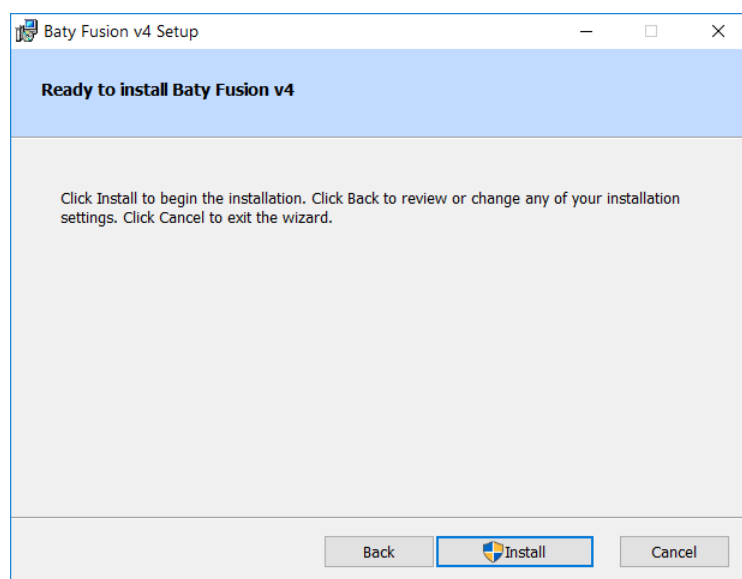 Baty Fusion v4 Setup
Ready to install Baty Fusion v4
Click Install to begin the installation. Click Back to review or change any of your installation
settings. Click Cancel to exit the wizard.
Back
Install
Cancel